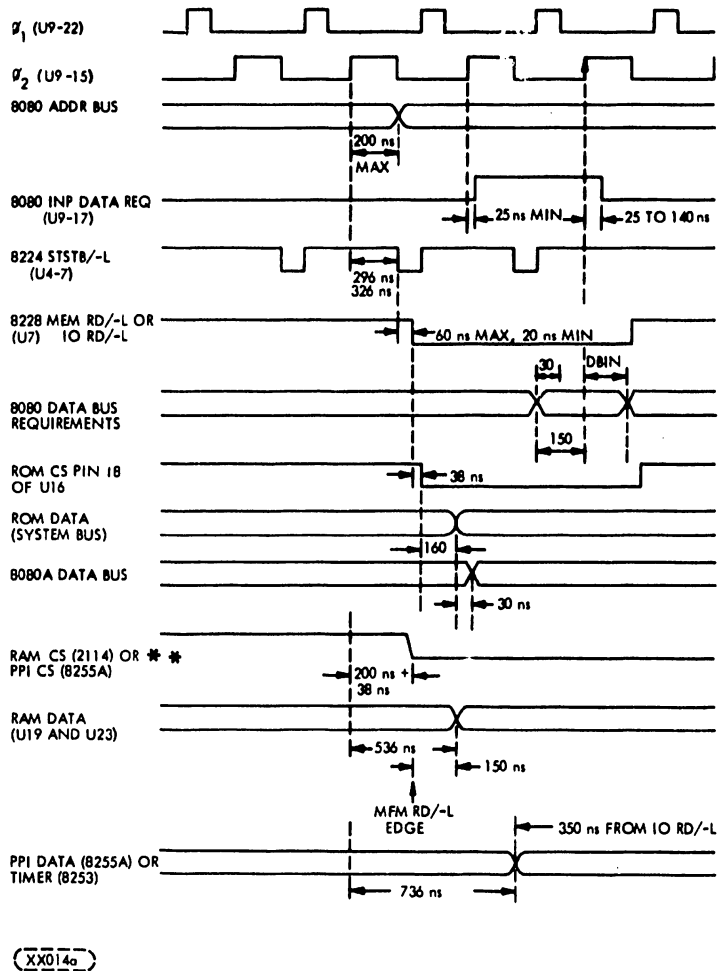 φ1 (U9-22)
φ2 (U9-15)
8080 ADDR BUS
200 ns
MAX
8080 INP DATA REQ
(U9-17)
25 ns MIN
25 TO 140 ns
8224 STSTB/-L
(U4-7)
296 ns
326 ns
8228 MEM RD/-L OR
(U7) IO RD/-L
60 ns MAX, 20 ns MIN
30
DBIN
8080 DATA BUS
REQUIREMENTS
150
ROM CS PIN 18
OF U16
38 ns
ROM DATA
(SYSTEM BUS)
160
8080A DATA BUS
30 ns
RAM CS (2114) OR * *
PPI CS (8255A)
200 ns +
38 ns
RAM DATA
(U19 AND U23)
536 ns
150 ns
MFM RD/-L
EDGE
350 ns FROM IO RD/-L
PPI DATA (8255A) OR
TIMER (8253)
736 ns
XX014a